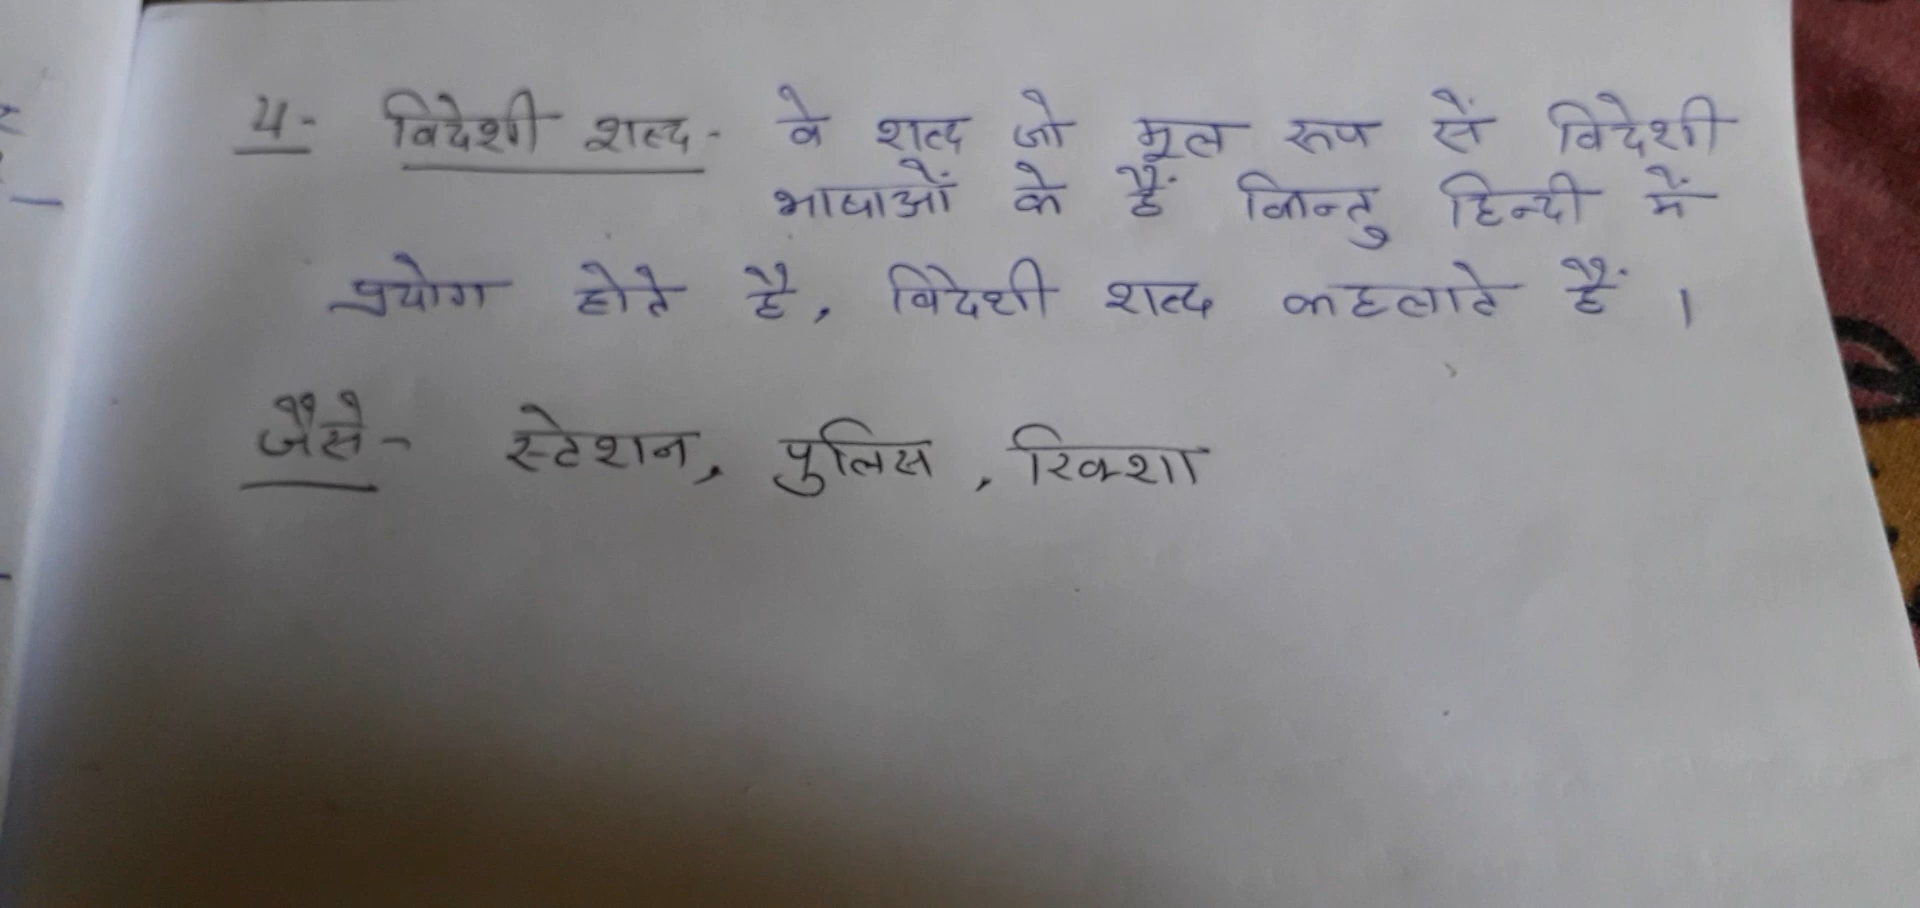 4- विदेशी शब्द- वे शब्द जो मूल रूप सें विदेशी
भाषाओं के हैं किन्तु हिन्दी में
प्रयोग होते है, विदेशी शब्द कहलाते हैं ।
जैसे- स्टेशन, पुलिस, रिक्शा